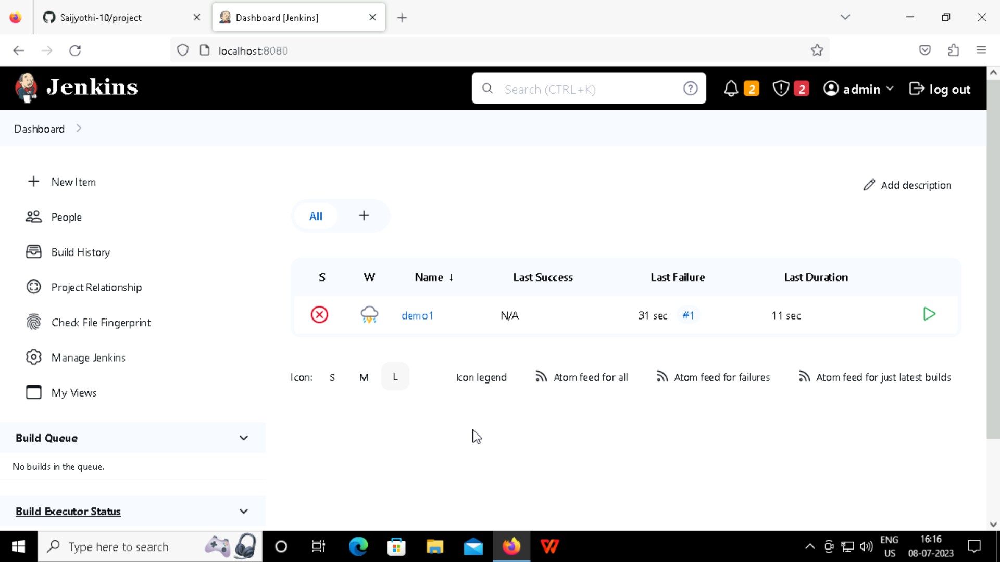 Saijyothi-10/project
Dashboard [Jenkins]
localhost:8080
Jenkins
Search (CTRL+K)
2
2
admin
log out
Dashboard
New Item
People
Build History
Project Relationship
Check File Fingerprint
Manage Jenkins
My Views
Build Queue
No builds in the queue.
Build Executor Status
Add description
All
S W Name ↓ Last Success Last Failure Last Duration
demo1 N/A 31 sec #1 11 sec
Icon: S M L Icon legend Atom feed for all Atom feed for failures Atom feed for just latest builds
Type here to search
ENG
US
16:16
08-07-2023